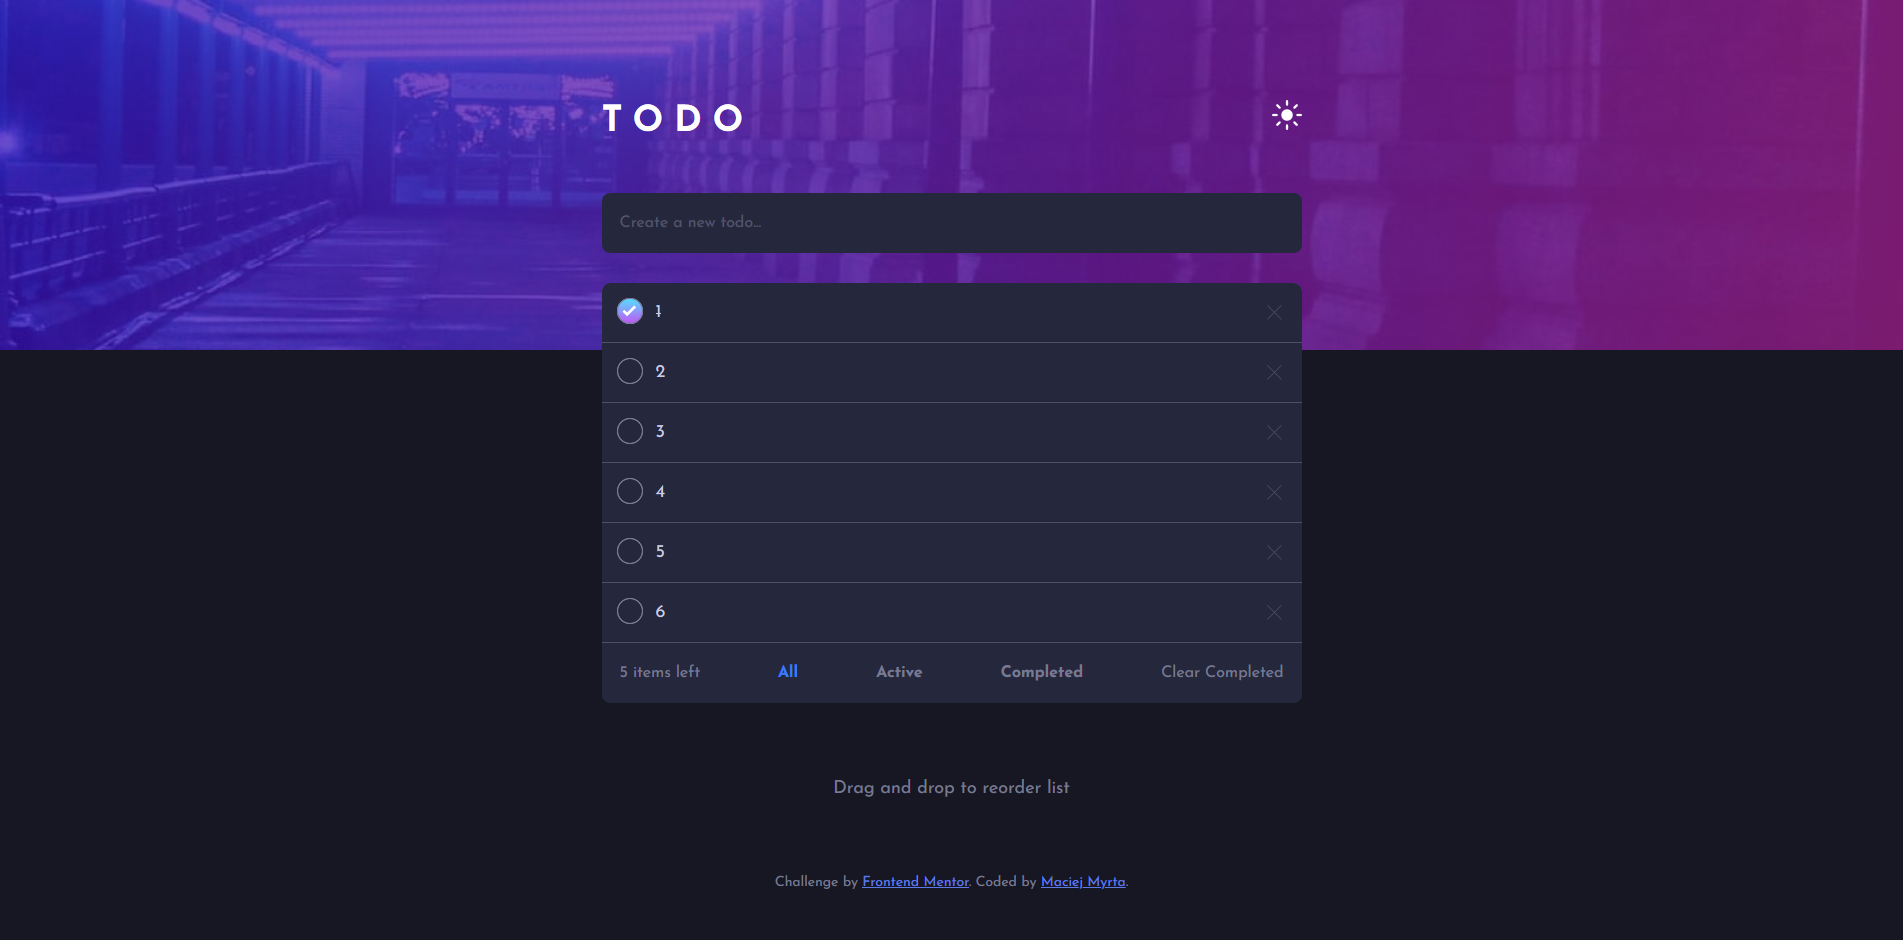 TODO
Create a new todo...
1
2
3
4
5
6
5 items left All Active Completed Clear Completed
Drag and drop to reorder list
Challenge by Frontend Mentor. Coded by Maciej Myrta.